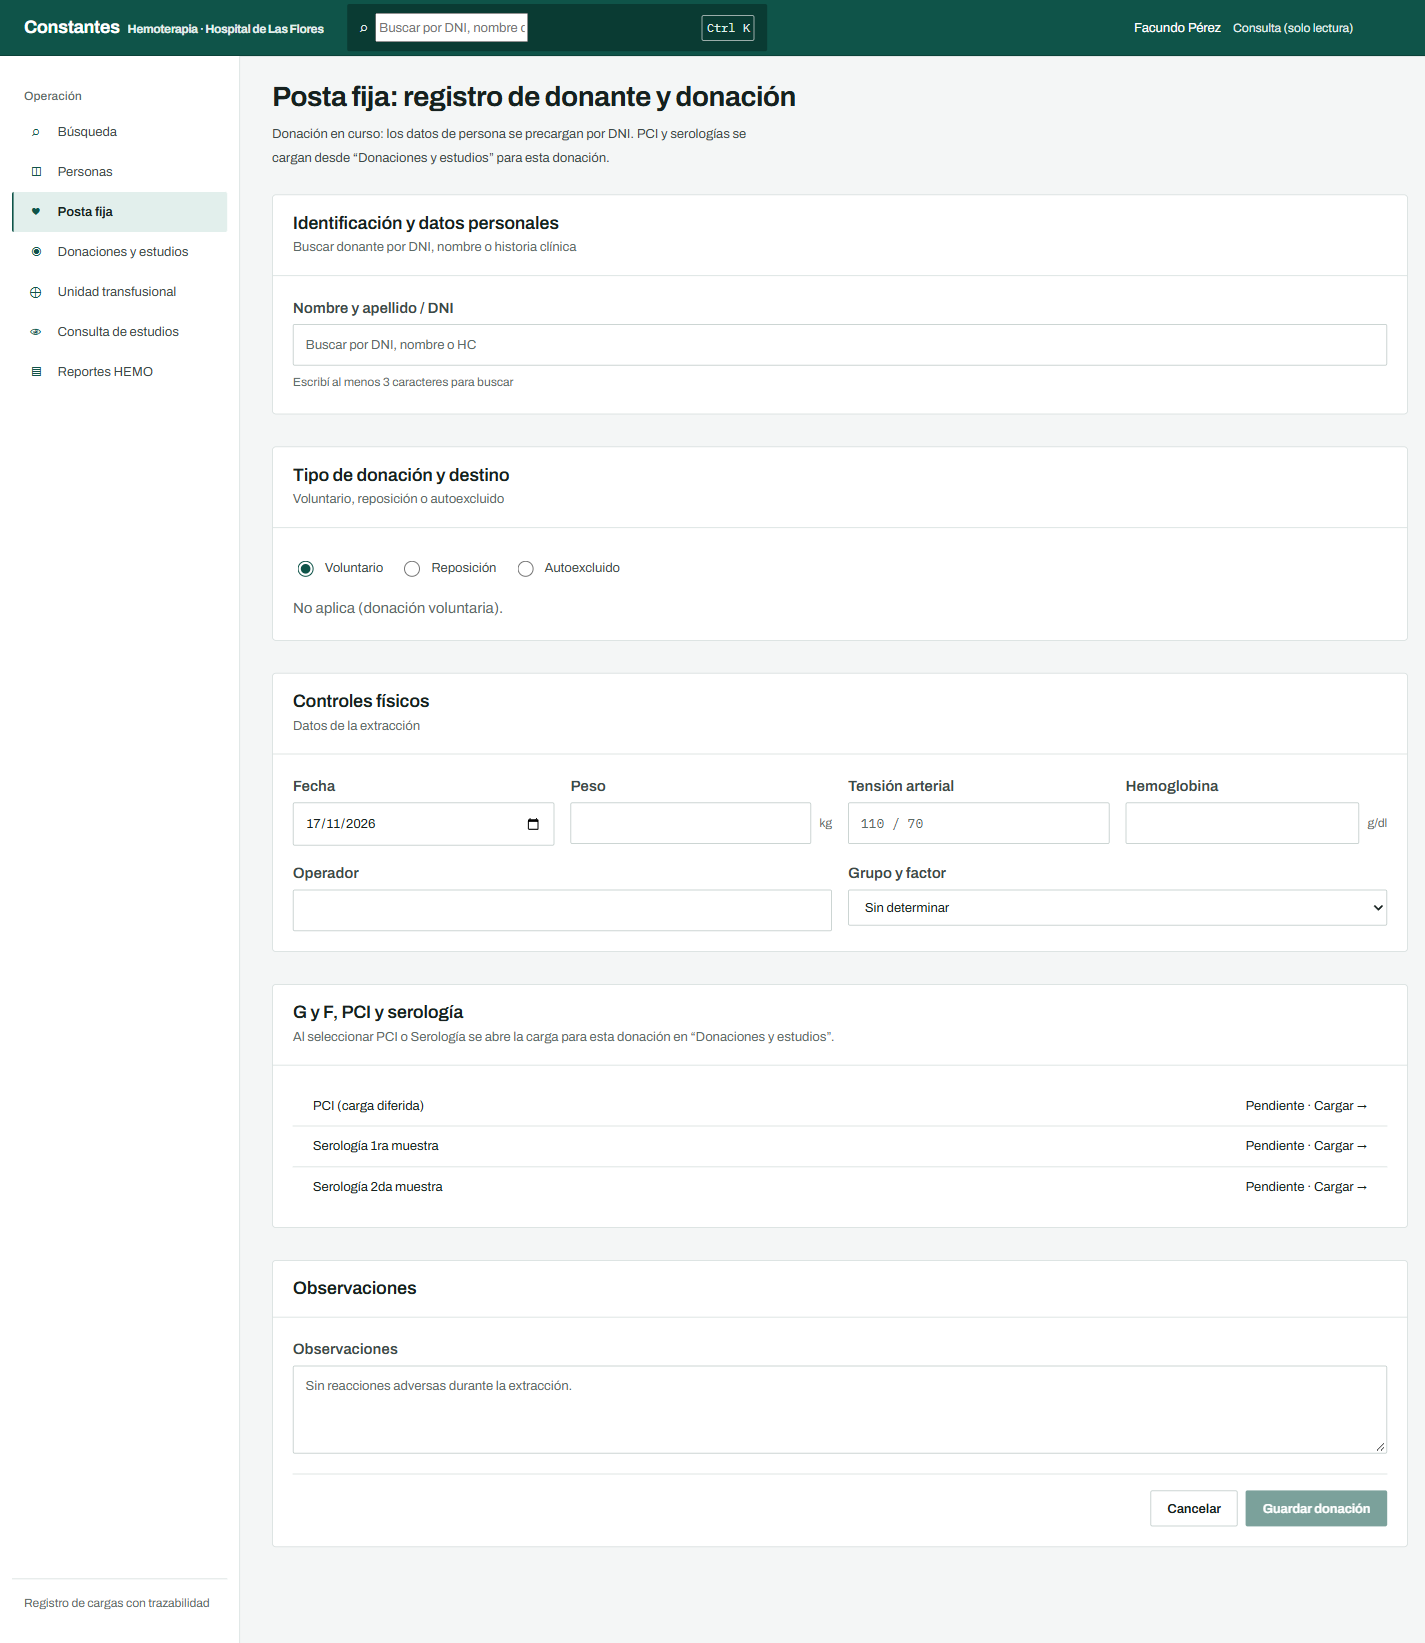 Constantes Hemoterapia · Hospital de Las Flores
Buscar por DNI, nombre
Ctrl K
Facundo Pérez Consulta (solo lectura)
Operación
Búsqueda
Personas
Posta fija
Donaciones y estudios
Unidad transfusional
Consulta de estudios
Reportes HEMO
Registro de cargas con trazabilidad
Posta fija: registro de donante y donación
Donación en curso: los datos de persona se precargan por DNI. PCI y serologías se
cargan desde “Donaciones y estudios” para esta donación.
Identificación y datos personales
Buscar donante por DNI, nombre o historia clínica
Nombre y apellido / DNI
Buscar por DNI, nombre o HC
Escribí al menos 3 caracteres para buscar
Tipo de donación y destino
Voluntario, reposición o autoexcluido
Voluntario Reposición Autoexcluido
No aplica (donación voluntaria).
Controles físicos
Datos de la extracción
Fecha Peso Tensión arterial Hemoglobina
17/11/2026 kg 110 / 70 g/dl
Operador Grupo y factor
Sin determinar
G y F, PCI y serología
Al seleccionar PCI o Serología se abre la carga para esta donación en “Donaciones y estudios”.
PCI (carga diferida) Pendiente · Cargar →
Serología 1ra muestra Pendiente · Cargar →
Serología 2da muestra Pendiente · Cargar →
Observaciones
Observaciones
Sin reacciones adversas durante la extracción.
Cancelar Guardar donación